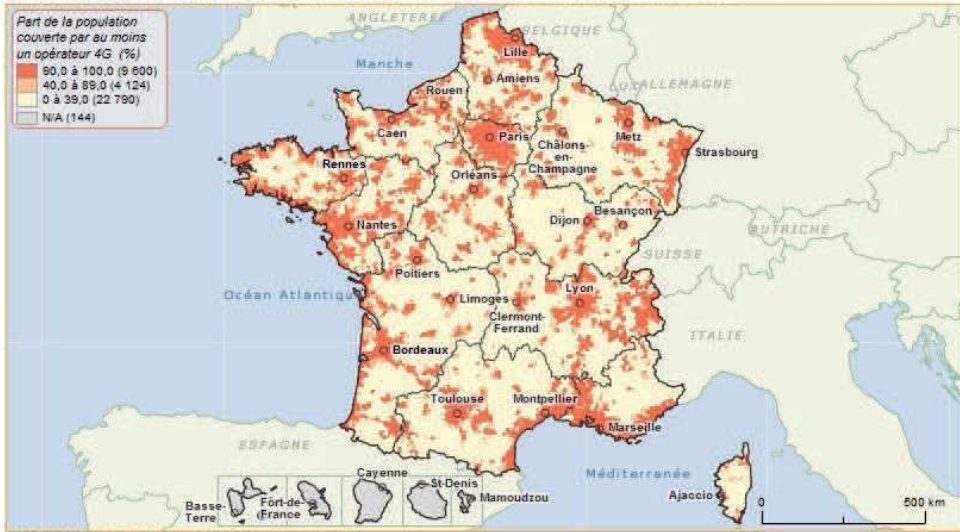 Part de la population
couverte par au moins
un opérateur 4G (%)
90,0 à 100,0 (9 600)
40,0 à 89,0 (4 124)
0 à 39,0 (22 790)
N/A (144)
ANGLETERRE
BELGIQUE
Lille
Manche
Amiens
LUX
ALLEMAGNE
Rouen
Caen
Paris
Metz
Châlons-
en-
Champagne
Strasbourg
Rennes
Orléans
Nantes
Dijon
Besançon
AUTRICHE
SUISSE
Poitiers
Océan Atlantique
Limoges
Lyon
Clermont-
Ferrand
ITALIE
Bordeaux
Toulouse
Montpellier
Marseille
ESPAGNE
Méditerranée
Cayenne
St-Denis
Basse-
Terre
Fort-de-
France
Mamoudzou
Ajaccio
0
500 km